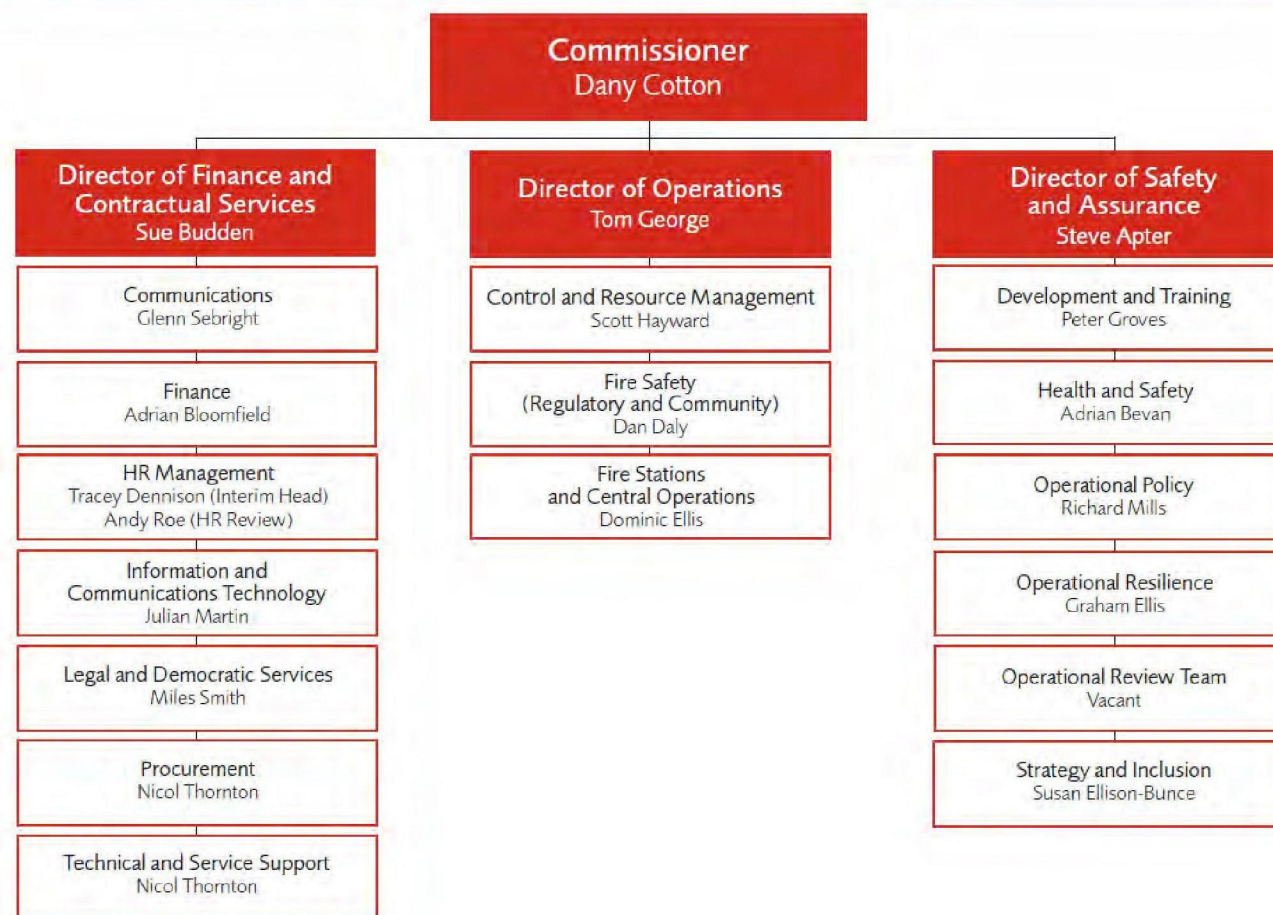 Commissioner
Dany Cotton
Director of Finance and
Contractual Services
Sue Budden
Communications
Glenn Sebright
Finance
Adrian Bloomfield
HR Management
Tracey Dennison (Interim Head)
Andy Roe (HR Review)
Information and
Communications Technology
Julian Martin
Legal and Democratic Services
Miles Smith
Procurement
Nicol Thornton
Technical and Service Support
Nicol Thornton
Director of Operations
Tom George
Control and Resource Management
Scott Hayward
Fire Safety
(Regulatory and Community)
Dan Daly
Fire Stations
and Central Operations
Dominic Ellis
Director of Safety
and Assurance
Steve Apter
Development and Training
Peter Groves
Health and Safety
Adrian Bevan
Operational Policy
Richard Mills
Operational Resilience
Graham Ellis
Operational Review Team
Vacant
Strategy and Inclusion
Susan Ellison-Bunce